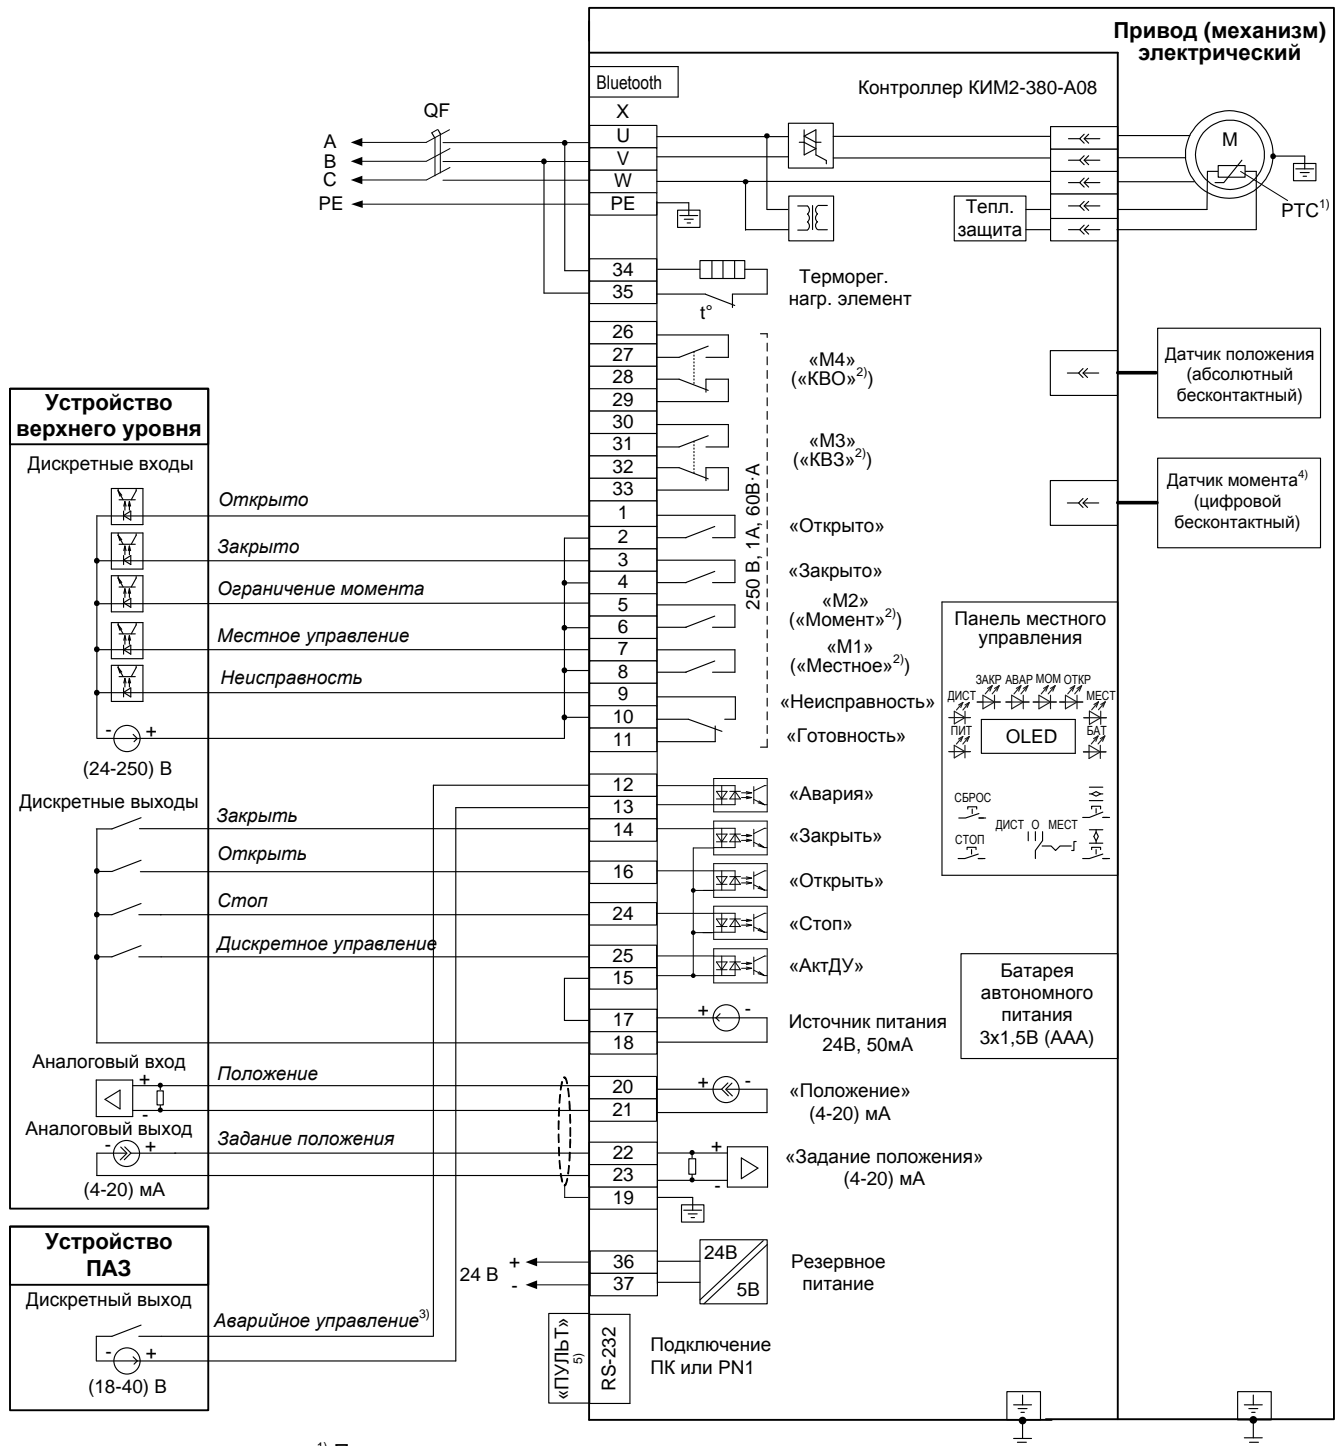 Привод (механизм)
электрический
Bluetooth
Контроллер КИМ2-380-А08
QF
X
A
B
C
PE
U
V
W
PE
M
PTC1)
Тепл.
защита
34
35
t°
Терморег.
нагр. элемент
26
27
28
29
30
31
32
33
1
2
3
4
5
6
7
8
9
10
11
250 В, 1А, 60В·А
«М4»
(«КВО»2))
«М3»
(«КВЗ»2))
«Открыто»
«Закрыто»
«М2»
(«Момент»2))
«М1»
(«Местное»2))
«Неисправность»
«Готовность»
Датчик положения
(абсолютный
бесконтактный)
Датчик момента4)
(цифровой
бесконтактный)
Устройство
верхнего уровня
Дискретные входы
Открыто
Закрыто
Ограничение момента
Местное управление
Неисправность
- +
(24-250) В
Дискретные выходы
Закрыть
Открыть
Стоп
Дискретное управление
Аналоговый вход
+
-
Положение
Аналоговый выход
- +
Задание положения
(4-20) мА
Панель местного
управления
ЗАКР АВАР МОМ ОТКР
ДИСТ МЕСТ
ПИТ OLED БАТ
СБРОС
ДИСТ О МЕСТ
СТОП
12
13
14
16
24
25
15
17
18
20
21
22
23
19
«Авария»
«Закрыть»
«Открыть»
«Стоп»
«АктДУ»
+ -
Источник питания
24В, 50мА
+ -
«Положение»
(4-20) мА
+
-
«Задание положения»
(4-20) мА
Батарея
автономного
питания
3х1,5В (ААА)
Устройство
ПАЗ
Дискретный выход
Аварийное управление3)
- +
(18-40) В
24 В
+
-
36
37
24В
5В
Резервное
питание
«ПУЛЬТ»
5)
RS-232
Подключение
ПК или PN1